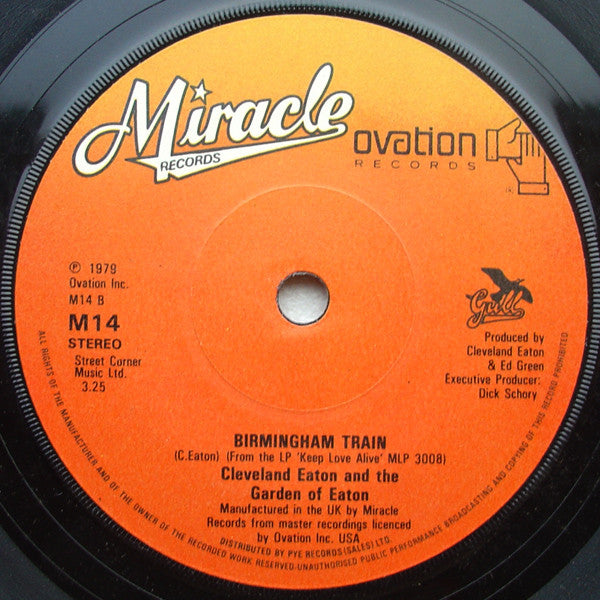 Miracle
RECORDS
ovation
RECORDS
℗ 1979
Ovation Inc.
M14 B
M14
STEREO
Street Corner
Music Ltd.
3.25
Gull
Produced by
Cleveland Eaton
& Ed Green
Executive Producer:
Dick Schory
BIRMINGHAM TRAIN
(C.Eaton) (From the LP 'Keep Love Alive' MLP 3008)
Cleveland Eaton and the
Garden of Eaton
Manufactured in the UK by Miracle
Records from master recordings licenced
by Ovation Inc. USA
DISTRIBUTED BY PYE RECORDS (SALES) LTD.
ALL RIGHTS OF THE MANUFACTURER AND OF THE OWNER OF THE RECORDED WORK RESERVED-UNAUTHORISED PUBLIC PERFORMANCE BROADCASTING AND COPYING OF THIS RECORD PROHIBITED